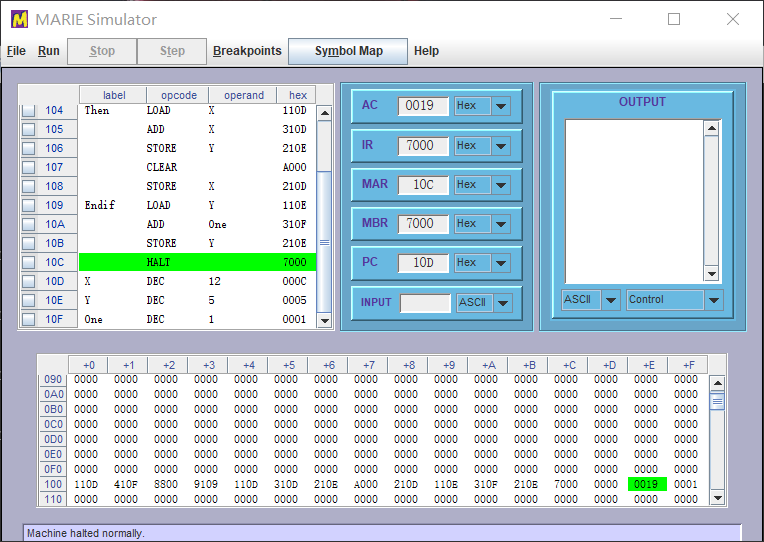 MARIE Simulator
File Run Stop Step Breakpoints Symbol Map Help
label opcode operand hex
104 Then LOAD X 110D
105 ADD X 310D
106 STORE Y 210E
107 CLEAR A000
108 STORE X 210D
109 Endif LOAD Y 110E
10A ADD One 310F
10B STORE Y 210E
10C HALT 7000
10D X DEC 12 000C
10E Y DEC 5 0005
10F One DEC 1 0001
AC 0019 Hex
IR 7000 Hex
MAR 10C Hex
MBR 7000 Hex
PC 10D Hex
INPUT ASCII
OUTPUT
ASCII Control
+0 +1 +2 +3 +4 +5 +6 +7 +8 +9 +A +B +C +D +E +F
090 0000 0000 0000 0000 0000 0000 0000 0000 0000 0000 0000 0000 0000 0000 0000 0000
0A0 0000 0000 0000 0000 0000 0000 0000 0000 0000 0000 0000 0000 0000 0000 0000 0000
0B0 0000 0000 0000 0000 0000 0000 0000 0000 0000 0000 0000 0000 0000 0000 0000 0000
0C0 0000 0000 0000 0000 0000 0000 0000 0000 0000 0000 0000 0000 0000 0000 0000 0000
0D0 0000 0000 0000 0000 0000 0000 0000 0000 0000 0000 0000 0000 0000 0000 0000 0000
0E0 0000 0000 0000 0000 0000 0000 0000 0000 0000 0000 0000 0000 0000 0000 0000 0000
0F0 0000 0000 0000 0000 0000 0000 0000 0000 0000 0000 0000 0000 0000 0000 0000 0000
100 110D 410F 8800 9109 110D 310D 210E A000 210D 110E 310F 210E 7000 0000 0019 0001
110 0000 0000 0000 0000 0000 0000 0000 0000 0000 0000 0000 0000 0000 0000 0000 0000
Machine halted normally.